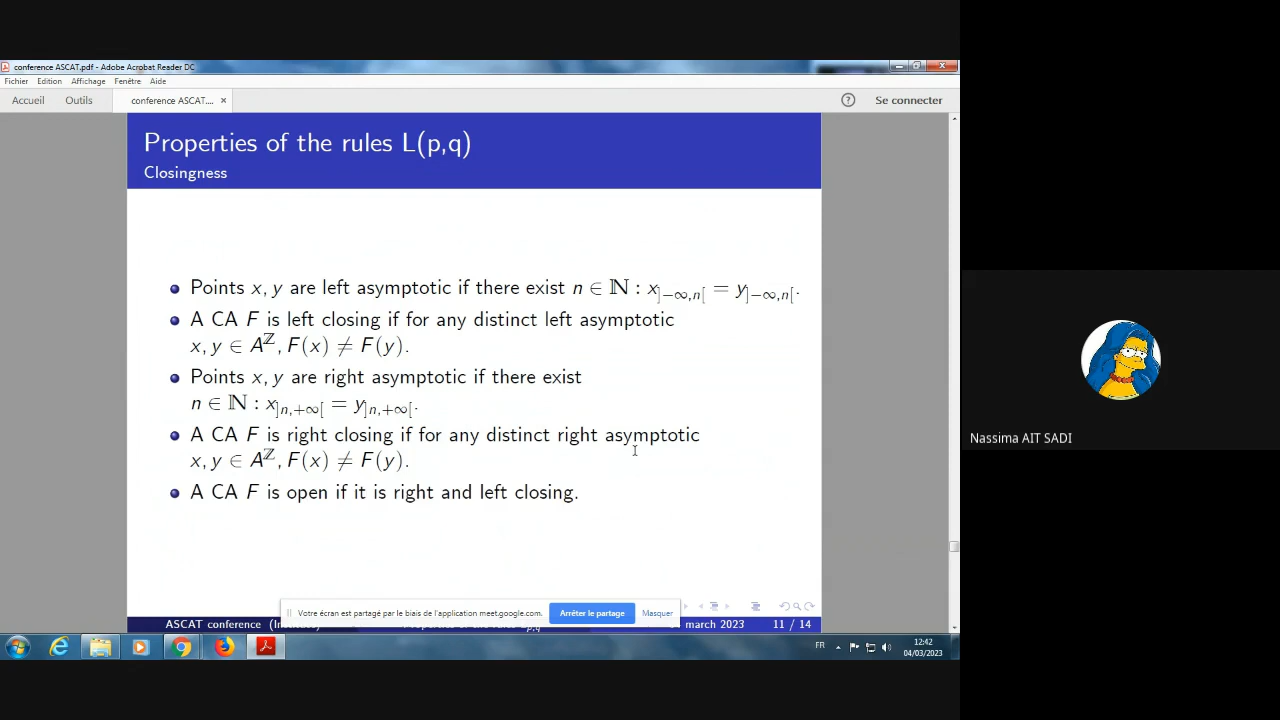 conference ASCAT.pdf - Adobe Acrobat Reader DC
Fichier Edition Affichage Fenêtre Aide
Accueil Outils conference ASCAT.... × ? Se connecter
Properties of the rules L(p,q)
Closingness
Points x, y are left asymptotic if there exist n ∈ ℕ : x]−∞,n[ = y]−∞,n[.
A CA F is left closing if for any distinct left asymptotic
x, y ∈ A^ℤ, F(x) ≠ F(y).
Points x, y are right asymptotic if there exist
n ∈ ℕ : x]n,+∞[ = y]n,+∞[.
A CA F is right closing if for any distinct right asymptotic
x, y ∈ A^ℤ, F(x) ≠ F(y).
A CA F is open if it is right and left closing.
Nassima AIT SADI
Votre écran est partagé par le biais de l'application meet.google.com. Arrêter le partage Masquer
ASCAT conference march 2023 11 / 14
FR 12:42
04/03/2023